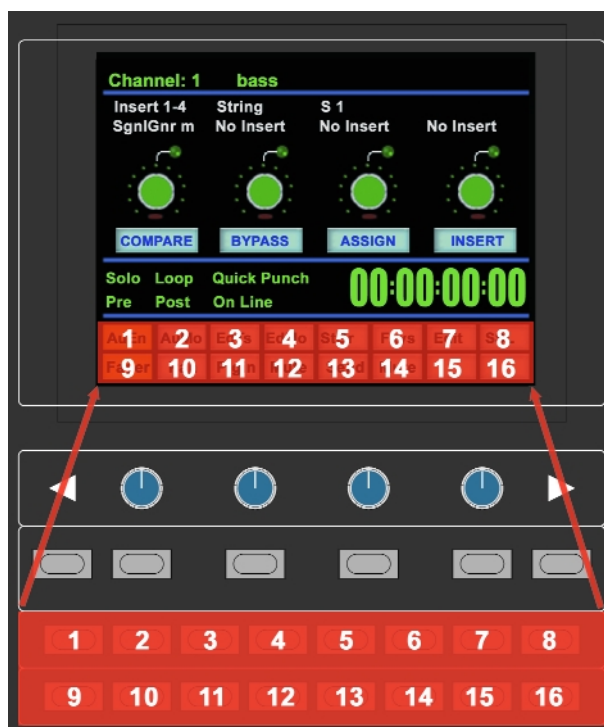 Channel: 1 bass
Insert 1-4 String S 1
SgnlGnr m No Insert No Insert No Insert
COMPARE BYPASS ASSIGN INSERT
Solo Loop Quick Punch
Pre Post On Line 00:00:00:00
1 2 3 4 5 6 7 8
9 10 11 12 13 14 15 16
1 2 3 4 5 6 7 8
9 10 11 12 13 14 15 16